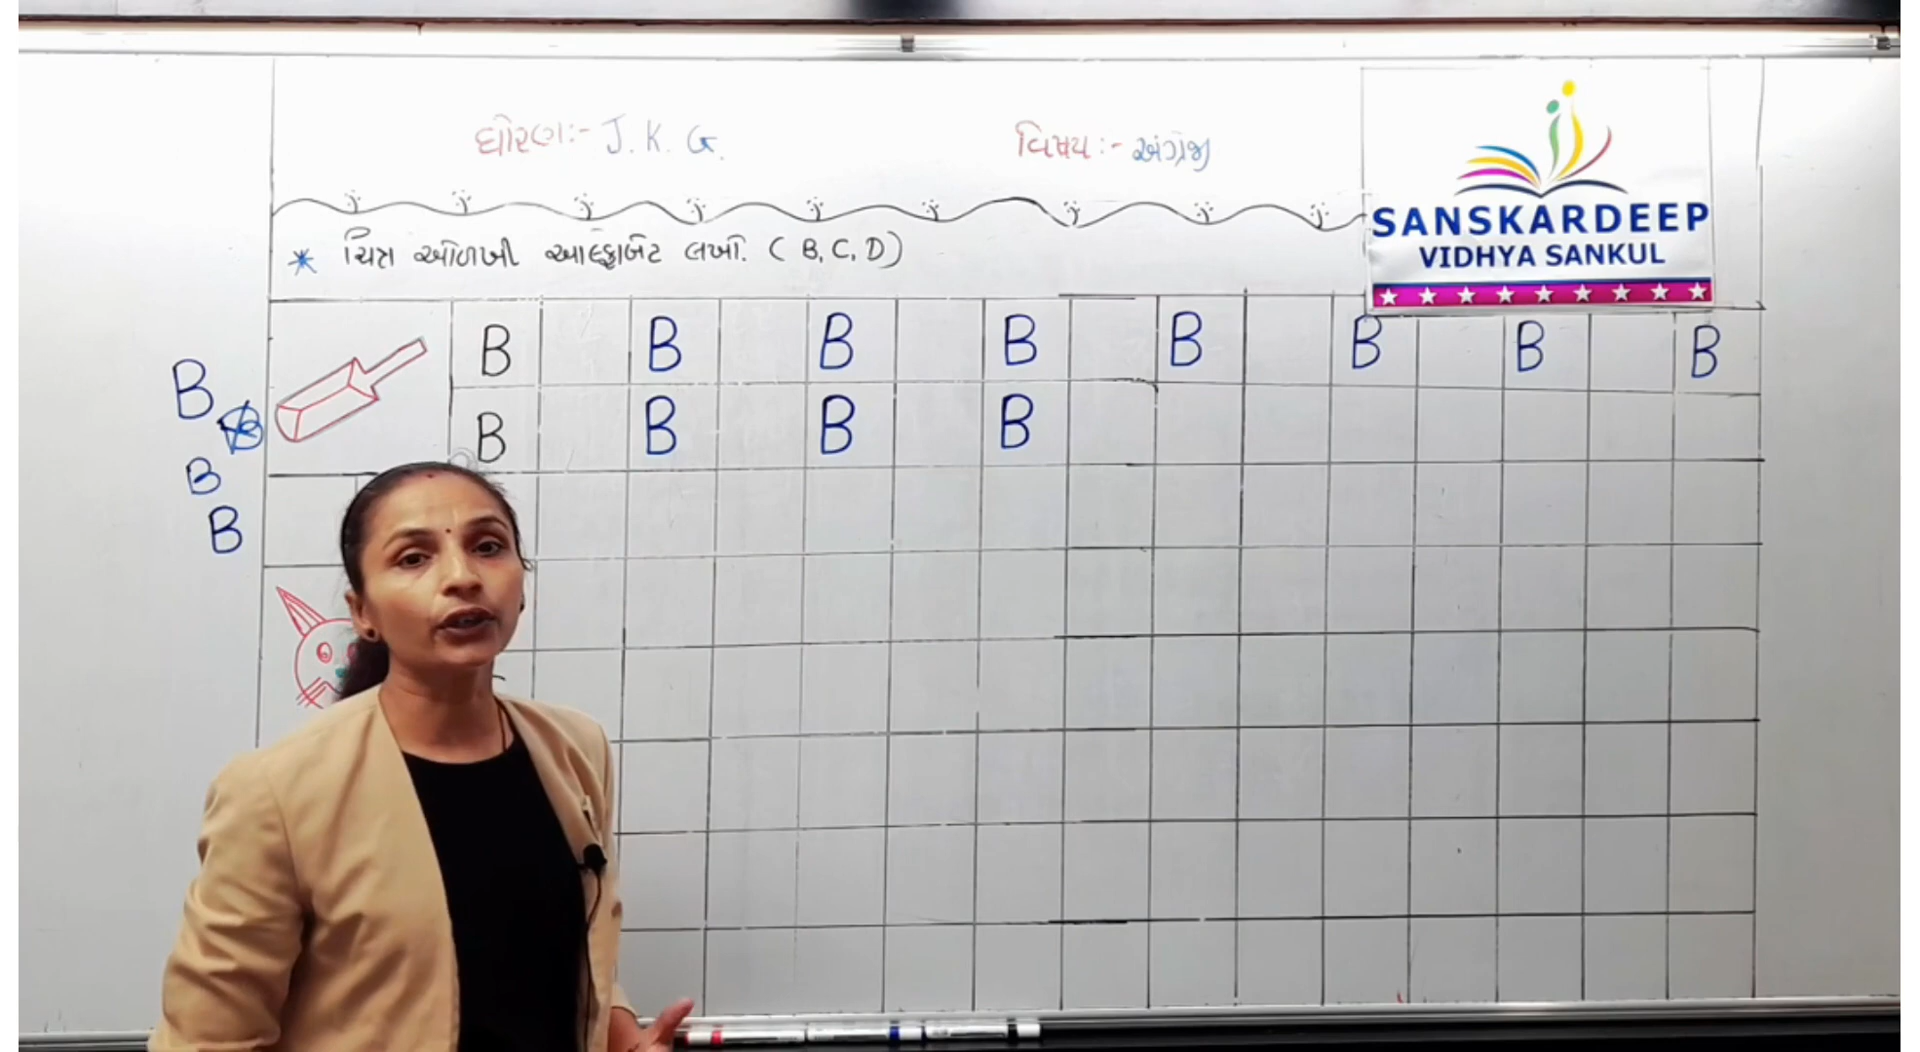 ધોરણ:- J. K. G.
વિષય:- અંગ્રેજી
SANSKARDEEP
VIDHYA SANKUL
* ચિત્ર ઓળખી આલ્ફાબેટ લખો. ( B, C, D )
B B B B B B B B
B B B B
B
B
B